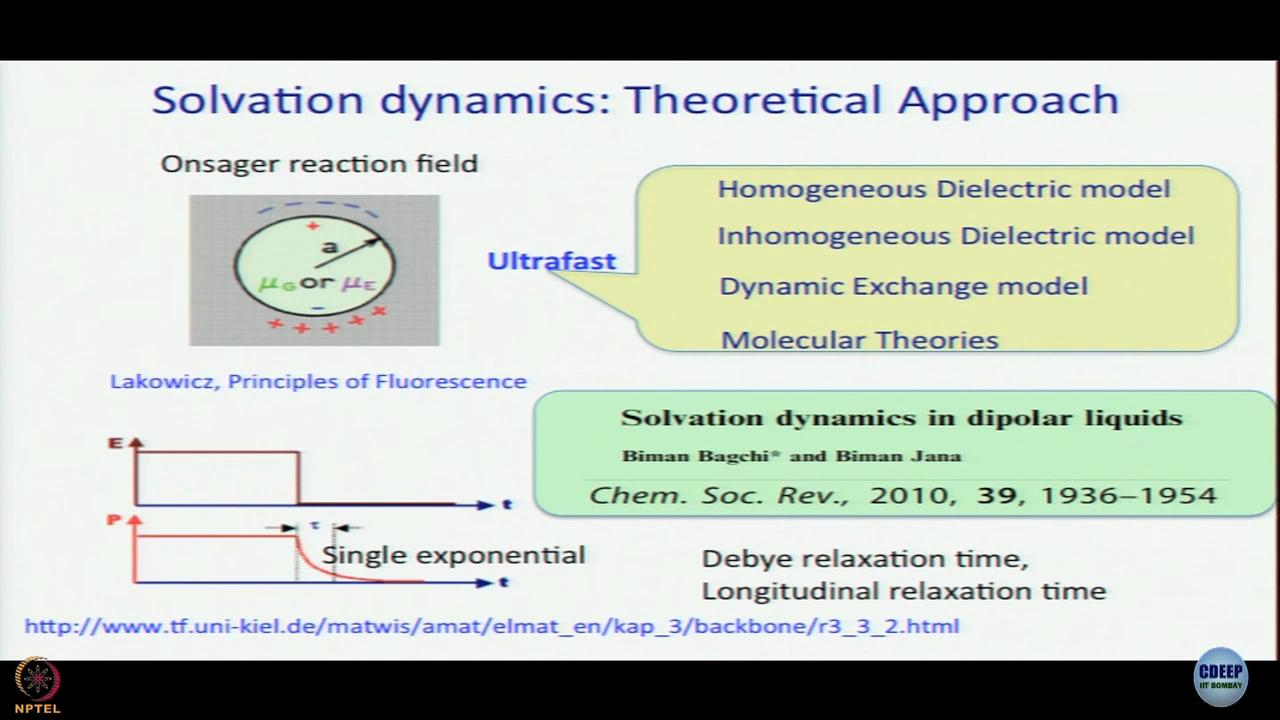 Solvation dynamics: Theoretical Approach
Onsager reaction field
+
a
μG or μE
Ultrafast
Homogeneous Dielectric model
Inhomogeneous Dielectric model
Dynamic Exchange model
Molecular Theories
Lakowicz, Principles of Fluorescence
Solvation dynamics in dipolar liquids
Biman Bagchi* and Biman Jana
Chem. Soc. Rev., 2010, 39, 1936–1954
E
t
P
τ
Single exponential
t
Debye relaxation time,
Longitudinal relaxation time
http://www.tf.uni-kiel.de/matwis/amat/elmat_en/kap_3/backbone/r3_3_2.html
NPTEL
CDEEP
IIT BOMBAY